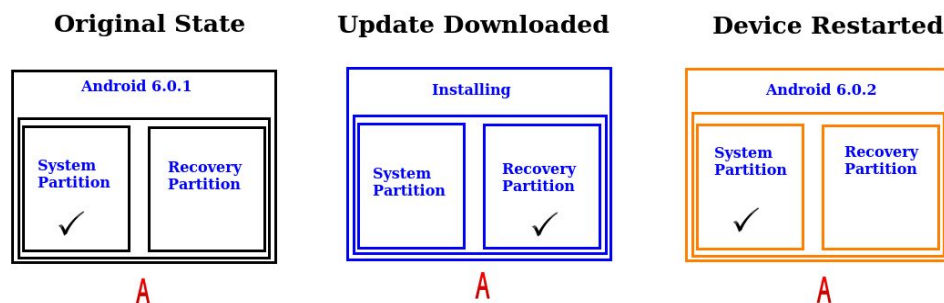 Original State
Update Downloaded
Device Restarted
Android 6.0.1
Installing
Android 6.0.2
System
Partition
Recovery
Partition
System
Partition
Recovery
Partition
System
Partition
Recovery
Partition
A
A
A